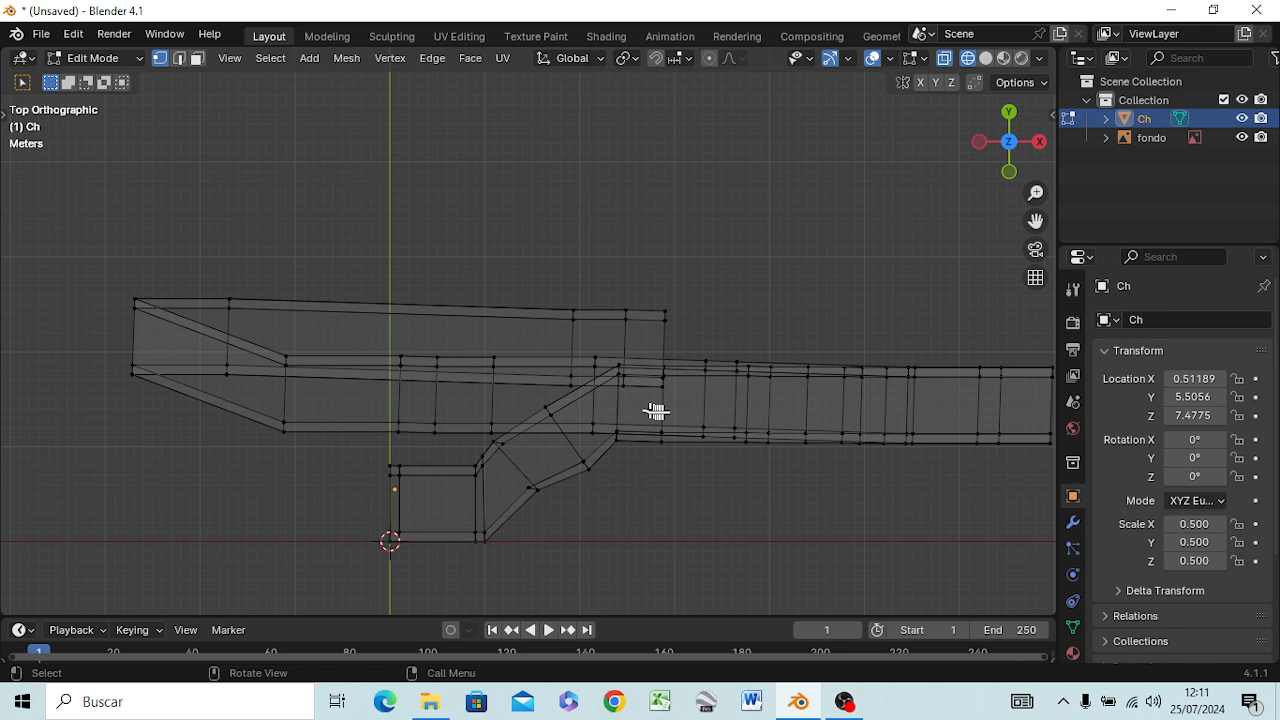 * (Unsaved) - Blender 4.1
File Edit Render Window Help Layout Modeling Sculpting UV Editing Texture Paint Shading Animation Rendering Compositing Geomet Scene ViewLayer
Edit Mode View Select Add Mesh Vertex Edge Face UV Global Search
X Y Z Options
Top Orthographic
(1) Ch
Meters
Y
X
Z
Scene Collection
Collection
Ch
fondo
Search
Ch
Ch
Transform
Location X 0.51189
Y 5.5056
Z 7.4775
Rotation X 0°
Y 0°
Z 0°
Mode XYZ Eu...
Scale X 0.500
Y 0.500
Z 0.500
Delta Transform
Relations
Collections
Playback Keying View Marker 1 Start 1 End 250
1 20 40 60 80 100 120 140 160 180 200 220 240
Select Rotate View Call Menu 4.1.1
Buscar
2:11
25/07/2024
1